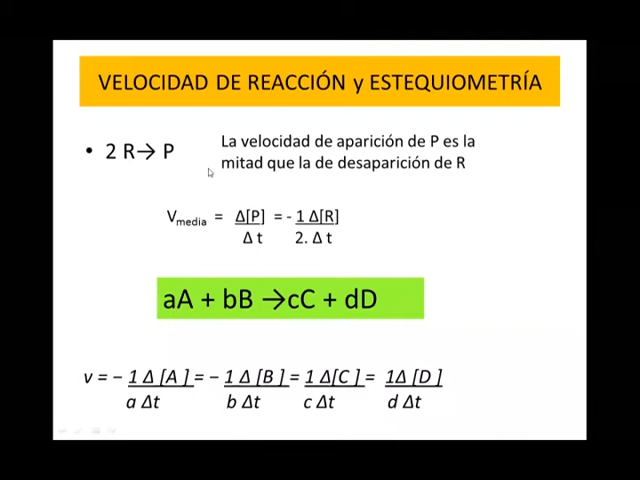 VELOCIDAD DE REACCIÓN y ESTEQUIOMETRÍA
• 2 R→ P
La velocidad de aparición de P es la
mitad que la de desaparición de R
Vmedia = Δ[P] = - 1 Δ[R]
Δ t 2. Δ t
aA + bB →cC + dD
v = − 1 Δ [A ] = − 1 Δ [B ] = 1 Δ[C ] = 1Δ [D ]
a Δt b Δt c Δt d Δt